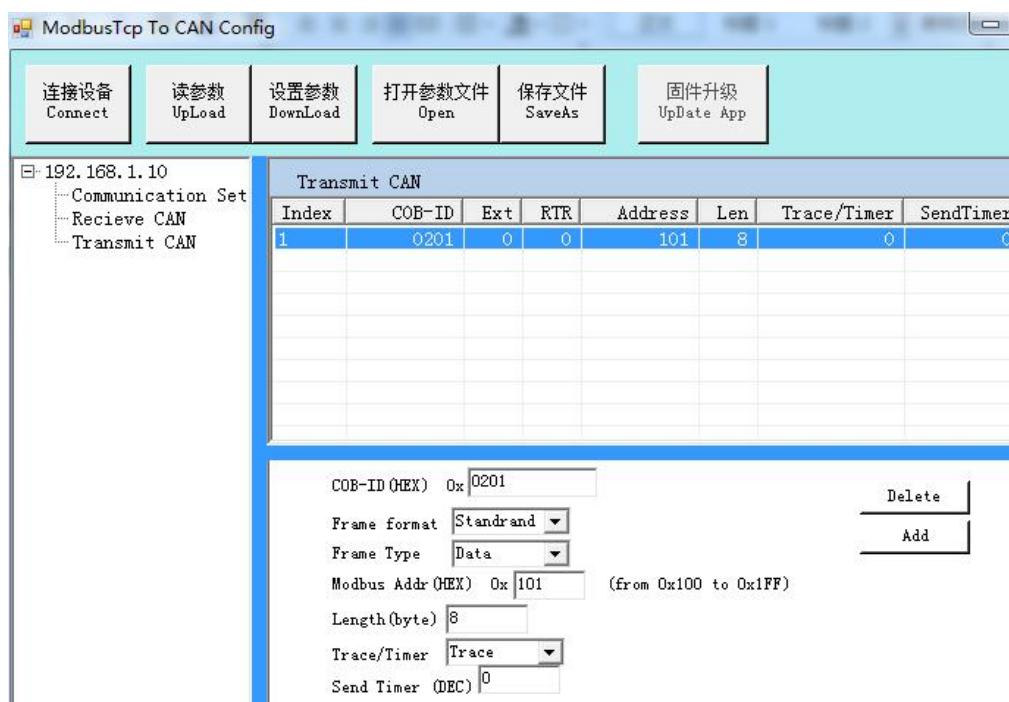 ModbusTcp To CAN Config
连接设备 读参数 设置参数 打开参数文件 保存文件 固件升级
Connect UpLoad DownLoad Open SaveAs UpDate App
192.168.1.10
Communication Set
Recieve CAN
Transmit CAN
Transmit CAN
Index COB-ID Ext RTR Address Len Trace/Timer SendTimer
1 0201 0 0 101 8 0 0
COB-ID(HEX) 0x 0201
Frame format Standrand
Frame Type Data
Modbus Addr(HEX) 0x 101 (from 0x100 to 0x1FF)
Length(byte) 8
Trace/Timer Trace
Send Timer (DEC) 0
Delete
Add